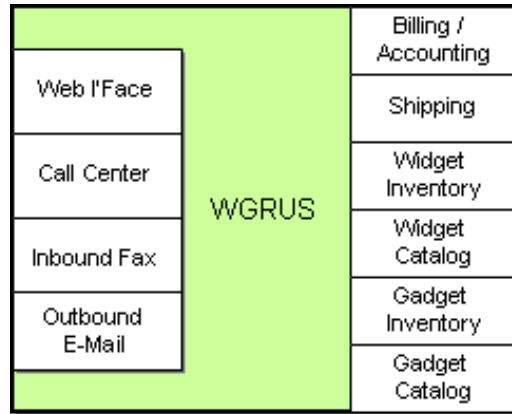 Web I'Face
Call Center
Inbound Fax
Outbound
E-Mail
WGRUS
Billing /
Accounting
Shipping
Widget
Inventory
Widget
Catalog
Gadget
Inventory
Gadget
Catalog